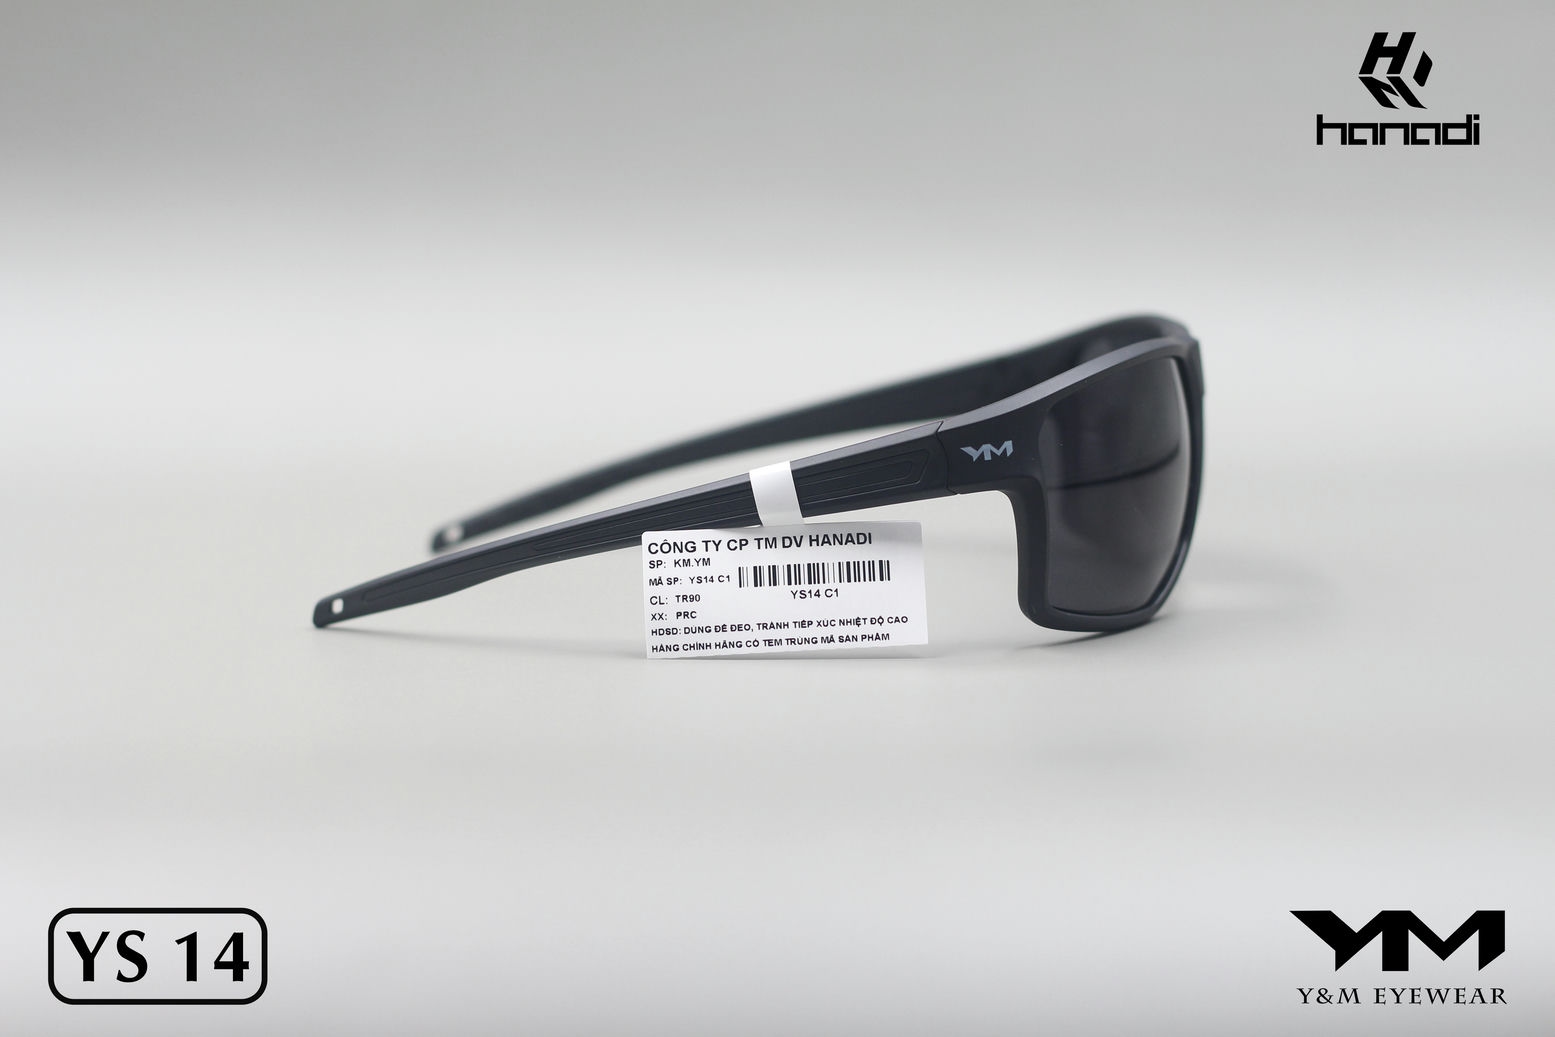 hanadi
YM
CÔNG TY CP TM DV HANADI
SP: KM.YM
MÃ SP: YS14 C1
YS14 C1
CL: TR90
XX: PRC
HDSD: DÙNG ĐỂ ĐEO, TRÁNH TIẾP XÚC NHIỆT ĐỘ CAO
HÀNG CHÍNH HÃNG CÓ TEM TRÙNG MÃ SẢN PHẨM
YS 14
YM
Y&M EYEWEAR